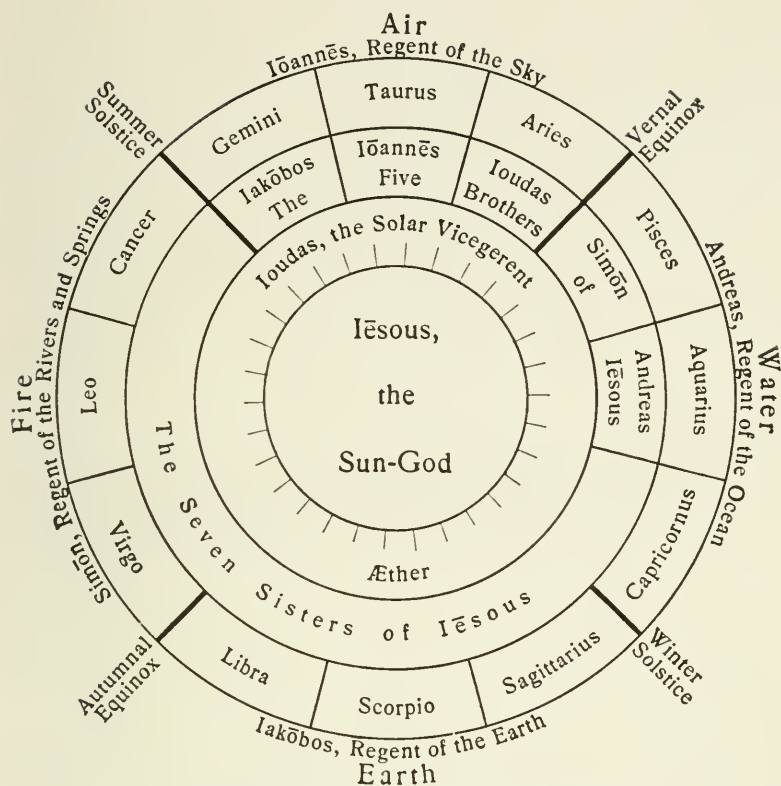 Air
Iōannēs, Regent of the Sky
Summer
Solstice
Vernal
Equinox
Gemini
Taurus
Aries
Iakōbos
The
Iōannēs
Five
Ioudas
Brothers
Simōn
of
Pisces
Andreas
Iēsous
Aquarius
Capricornus
Andreas, Regent of the Ocean
Water
Cancer
Leo
Virgo
Simōn, Regent of the Rivers and Springs
Fire
Ioudas, the Solar Vicegerent
Iēsous,
the
Sun-God
Æther
The Seven Sisters of Iēsous
Libra
Scorpio
Sagittarius
Autumnal
Equinox
Winter
Solstice
Iakōbos, Regent of the Earth
Earth